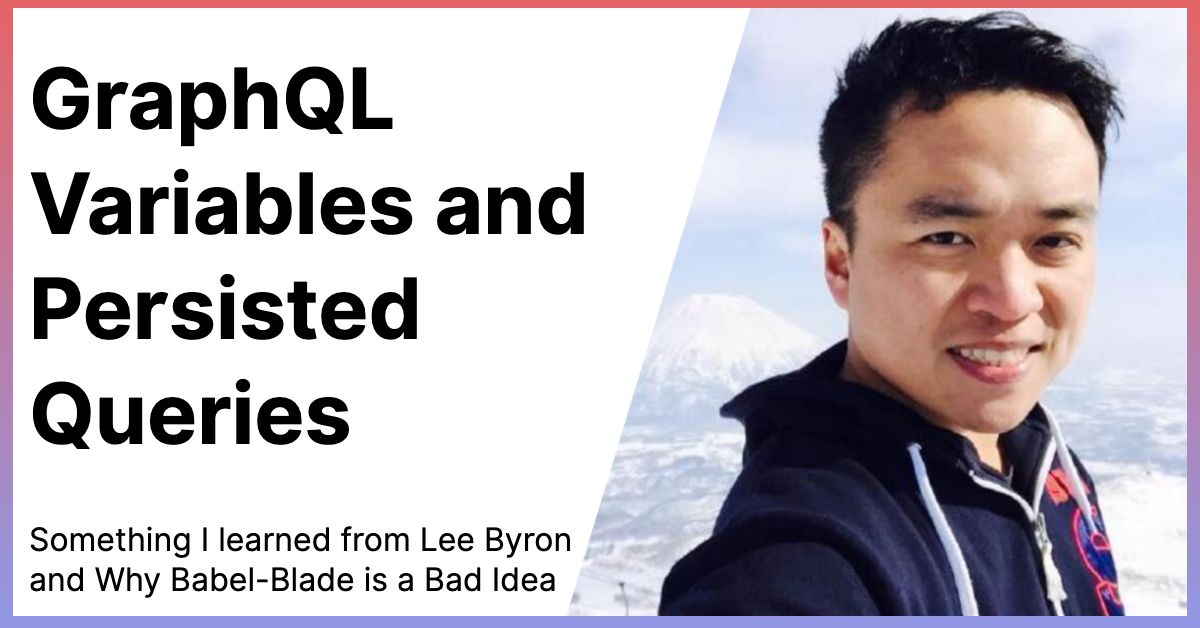 GraphQL
Variables and
Persisted
Queries
Something I learned from Lee Byron
and Why Babel-Blade is a Bad Idea